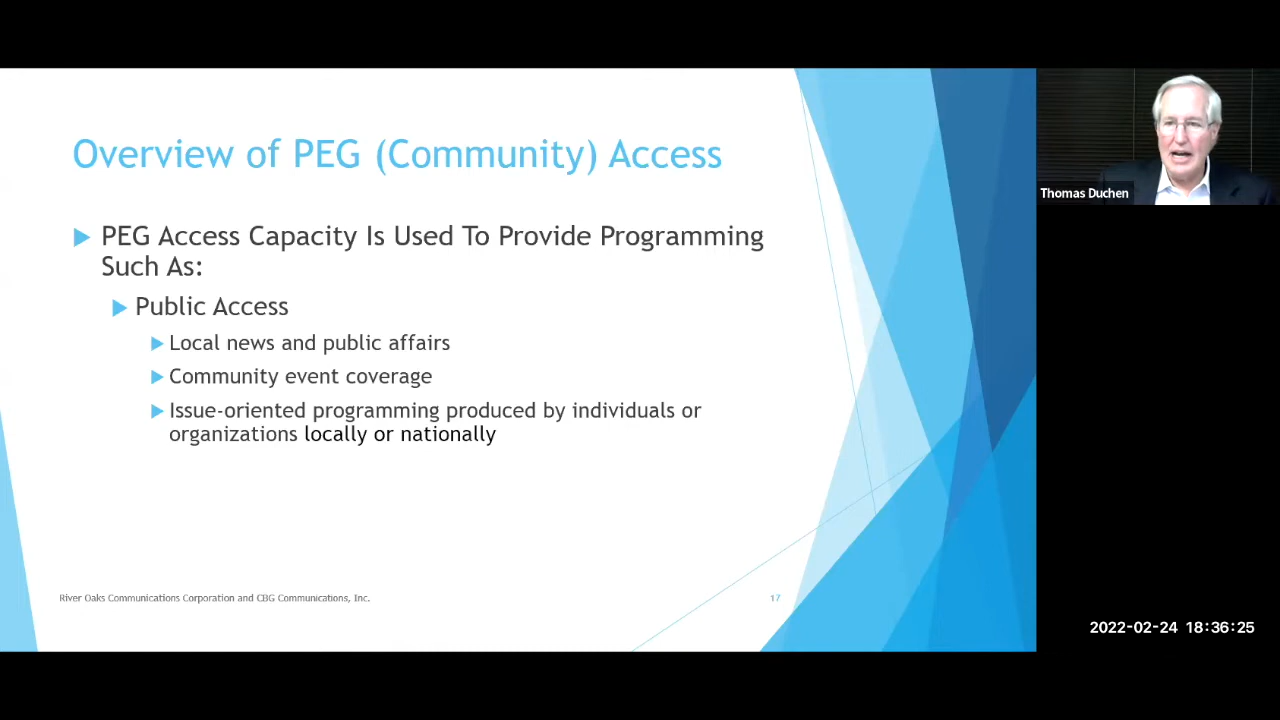 Overview of PEG (Community) Access
PEG Access Capacity Is Used To Provide Programming
Such As:
Public Access
Local news and public affairs
Community event coverage
Issue-oriented programming produced by individuals or
organizations locally or nationally
River Oaks Communications Corporation and CBG Communications, Inc.
17
Thomas Duchen
2022-02-24 18:36:25